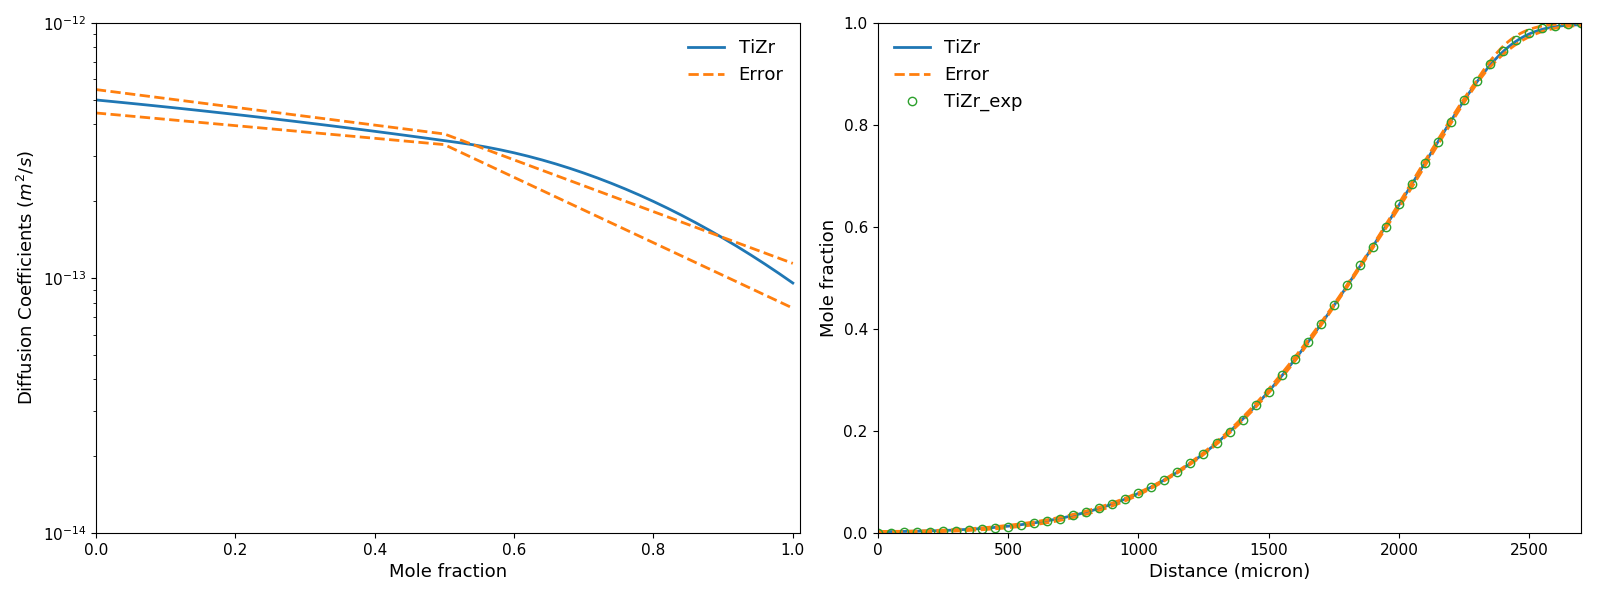 10⁻¹²
10⁻¹³
10⁻¹⁴
Diffusion Coefficients (m²/s)
TiZr
Error
0.0 0.2 0.4 0.6 0.8 1.0
Mole fraction
1.0
0.8
0.6
0.4
0.2
0.0
Mole fraction
TiZr
Error
TiZr_exp
0 500 1000 1500 2000 2500
Distance (micron)